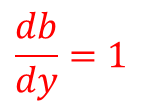 db/dy = 1